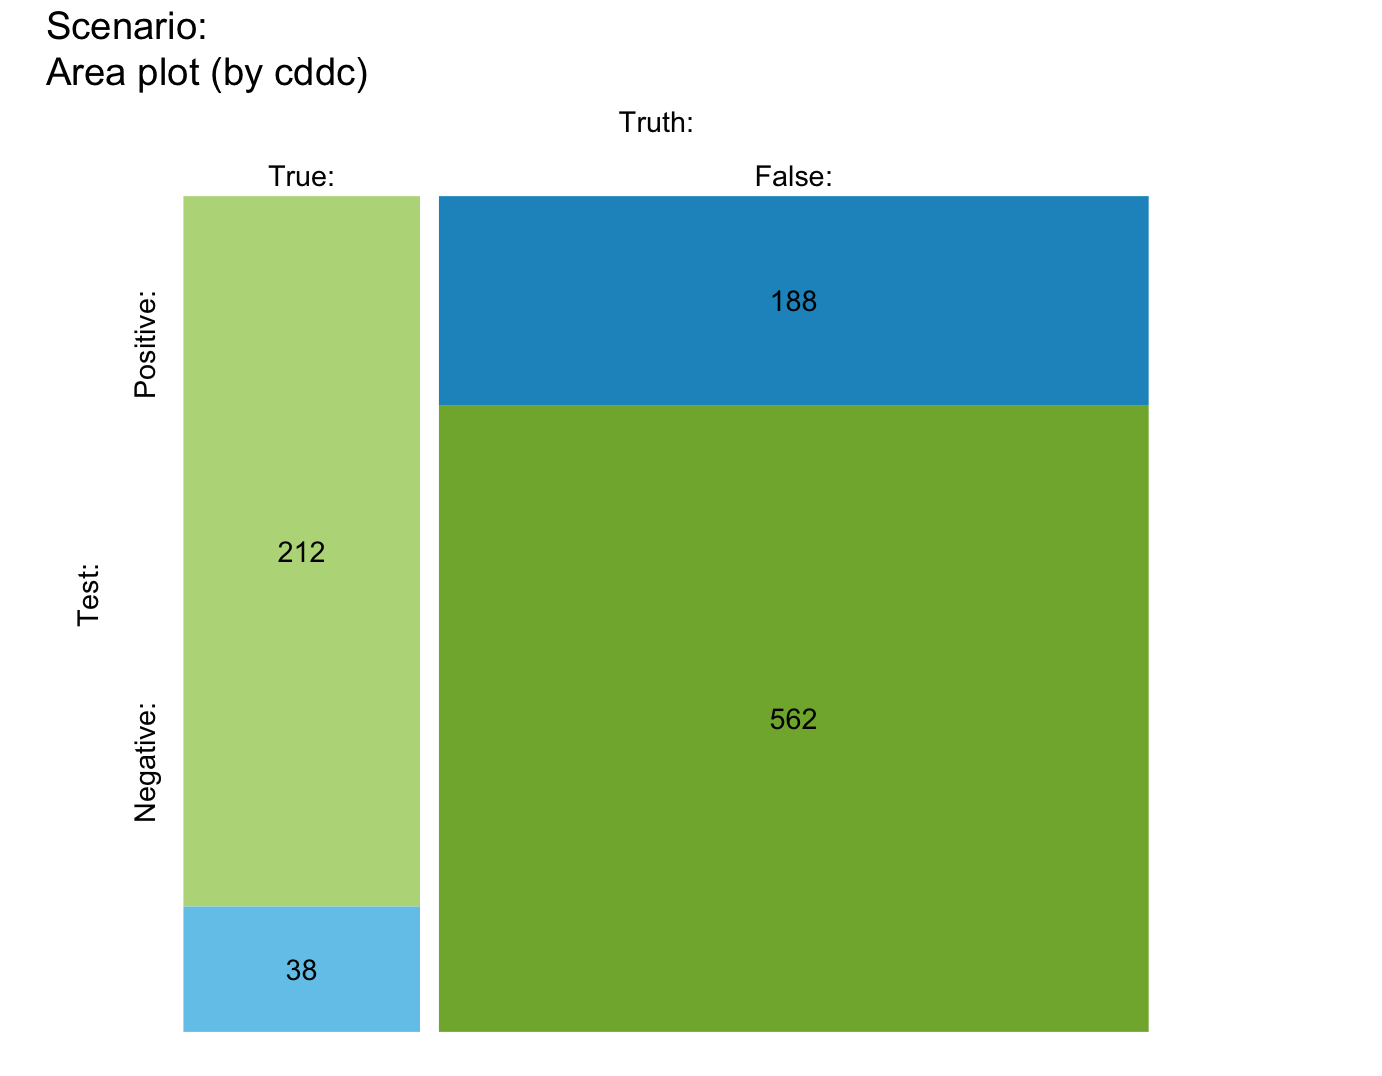 Scenario:
Area plot (by cddc)
Truth:
True:
False:
Positive:
188
212
Test:
562
Negative:
38